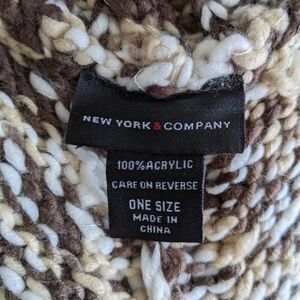 NEW YORK & COMPANY
100% ACRYLIC
CARE ON REVERSE
ONE SIZE
MADE IN
CHINA